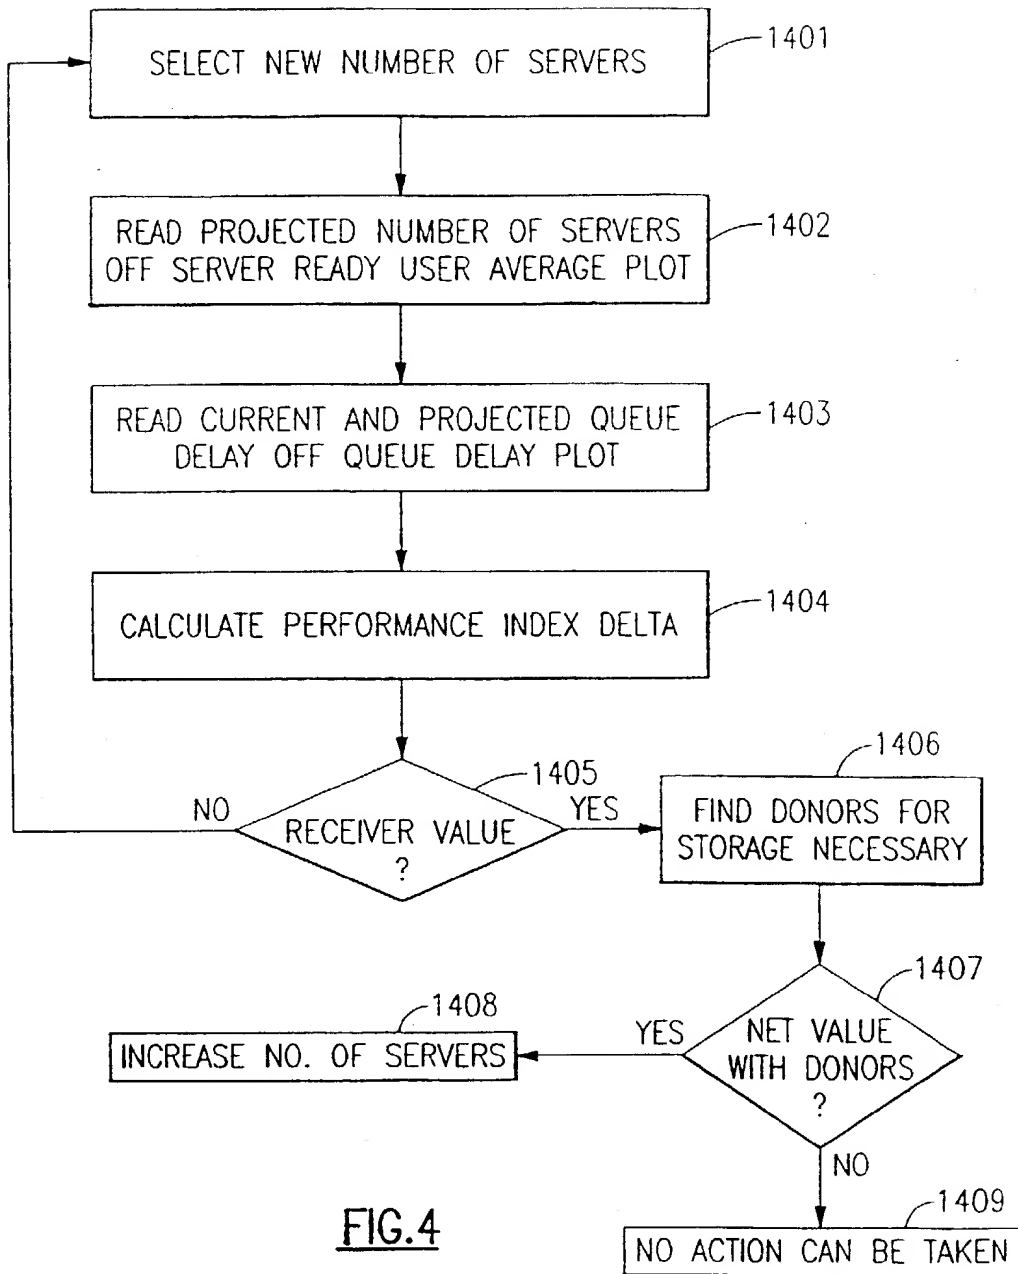 SELECT NEW NUMBER OF SERVERS
1401
READ PROJECTED NUMBER OF SERVERS
OFF SERVER READY USER AVERAGE PLOT
1402
READ CURRENT AND PROJECTED QUEUE
DELAY OFF QUEUE DELAY PLOT
1403
CALCULATE PERFORMANCE INDEX DELTA
1404
1405
NO
RECEIVER VALUE
?
YES
1406
FIND DONORS FOR
STORAGE NECESSARY
1407
NET VALUE
WITH DONORS
?
YES
1408
INCREASE NO. OF SERVERS
NO
1409
NO ACTION CAN BE TAKEN
FIG.4